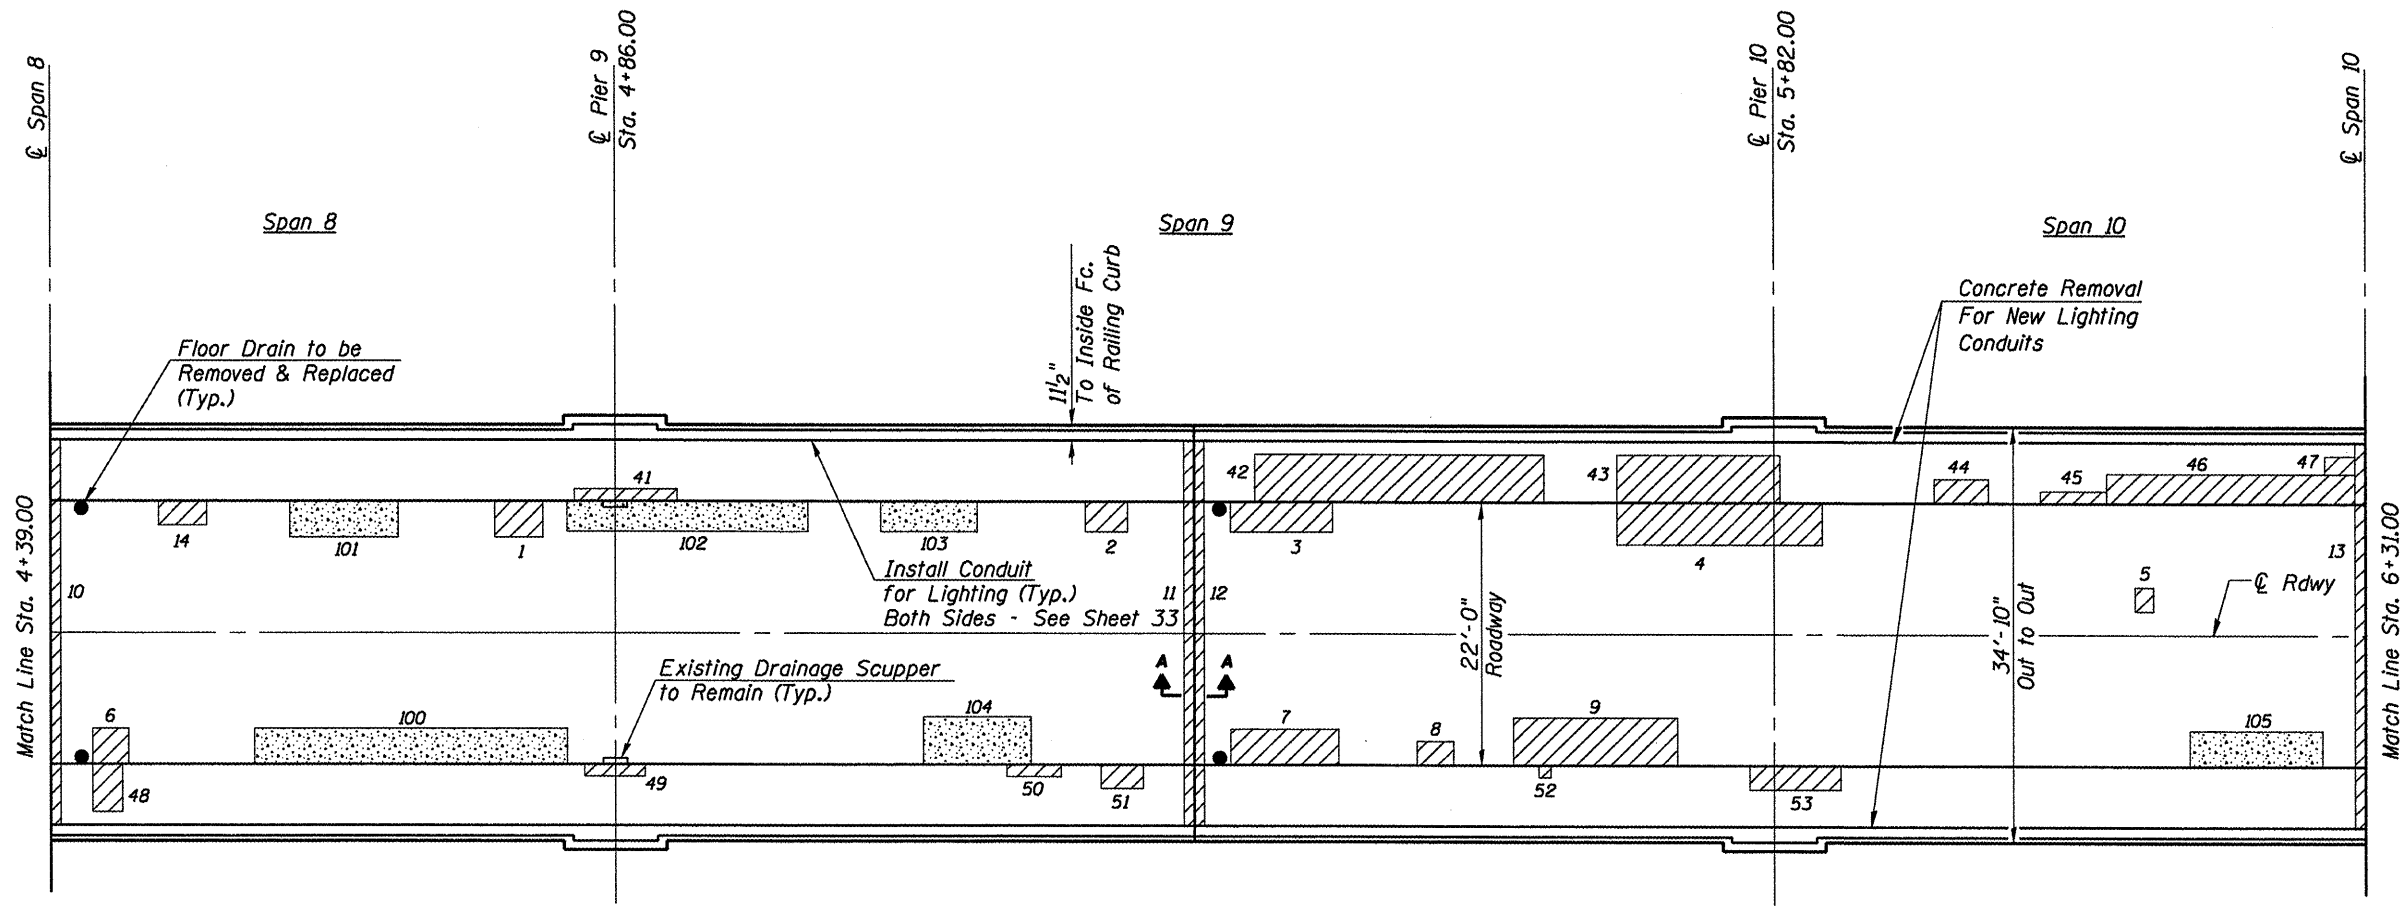 ℄ Span 8
℄ Pier 9
Sta. 4+86.00
℄ Pier 10
Sta. 5+82.00
℄ Span 10
Span 8
Span 9
Span 10
11½"
To Inside Fc.
of Railing Curb
Concrete Removal
For New Lighting
Conduits
Floor Drain to be
Removed & Replaced
(Typ.)
41
42
43
44
45
46
47
14
101
1
102
103
2
3
4
5
Match Line Sta. 4+39.00
10
Install Conduit
for Lighting (Typ.)
Both Sides - See Sheet 33
11
12
13
℄ Rdwy
22'-0"
Roadway
34'-10"
Out to Out
Match Line Sta. 6+31.00
Existing Drainage Scupper
to Remain (Typ.)
A
A
6
100
104
7
8
9
105
48
49
50
51
52
53